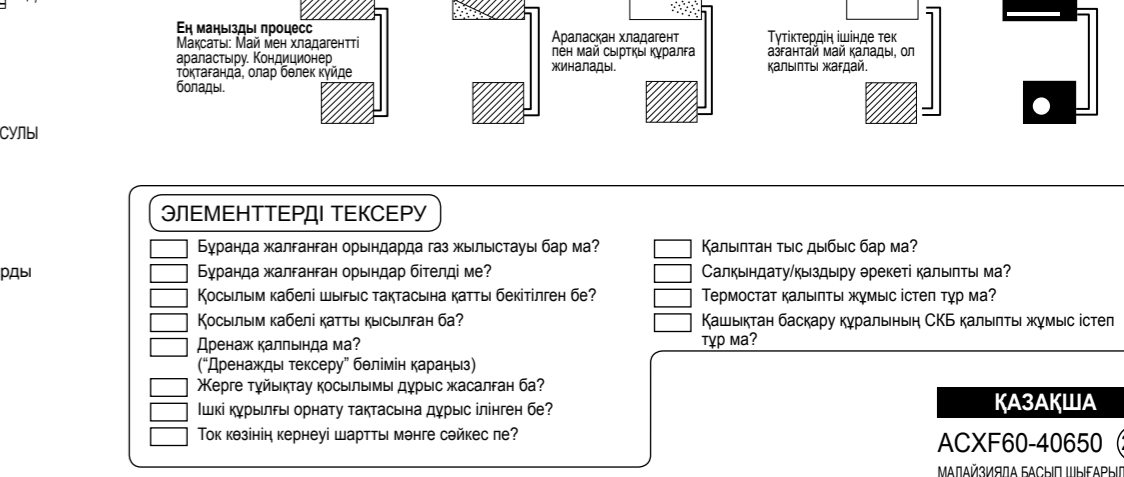 Ең маңызды процесс
Мақсаты: Май мен хладагентті
араластыру. Кондиционер
тоқтағанда, олар бөлек күйде
болады.
Араласқан хладагент
пен май сыртқы құралға
жиналады.
Түтіктердің ішінде тек
азғантай май қалады, ол
қалыпты жағдай.
СУЛЫ
рды
ЭЛЕМЕНТТЕРДІ ТЕКСЕРУ
Бұранда жалғанған орындарда газ жылыстауы бар ма?
Бұранда жалғанған орындар бітелді ме?
Қосылым кабелі шығыс тақтасына қатты бекітілген бе?
Қосылым кабелі қатты қысылған ба?
Дренаж қалпында ма?
(“Дренажды тексеру” бөлімін қараңыз)
Жерге тұйықтау қосылымы дұрыс жасалған ба?
Ішкі құрылғы орнату тақтасына дұрыс ілінген бе?
Ток көзінің кернеуі шартты мәнге сәйкес пе?
Қалыптан тыс дыбыс бар ма?
Салқындату/қыздыру әрекеті қалыпты ма?
Термостат қалыпты жұмыс істеп тұр ма?
Қашықтан басқару құралының СКБ қалыпты жұмыс істеп
тұр ма?
ҚАЗАҚША
ACXF60-40650
МАЛАЙЗИЯДА БАСЫП ШЫҒАРЫЛ